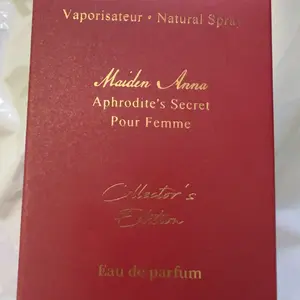 Vaporisateur • Natural Spray
Maiden Anna
Aphrodite's Secret
Pour Femme
Collector's
Edition
Eau de parfum